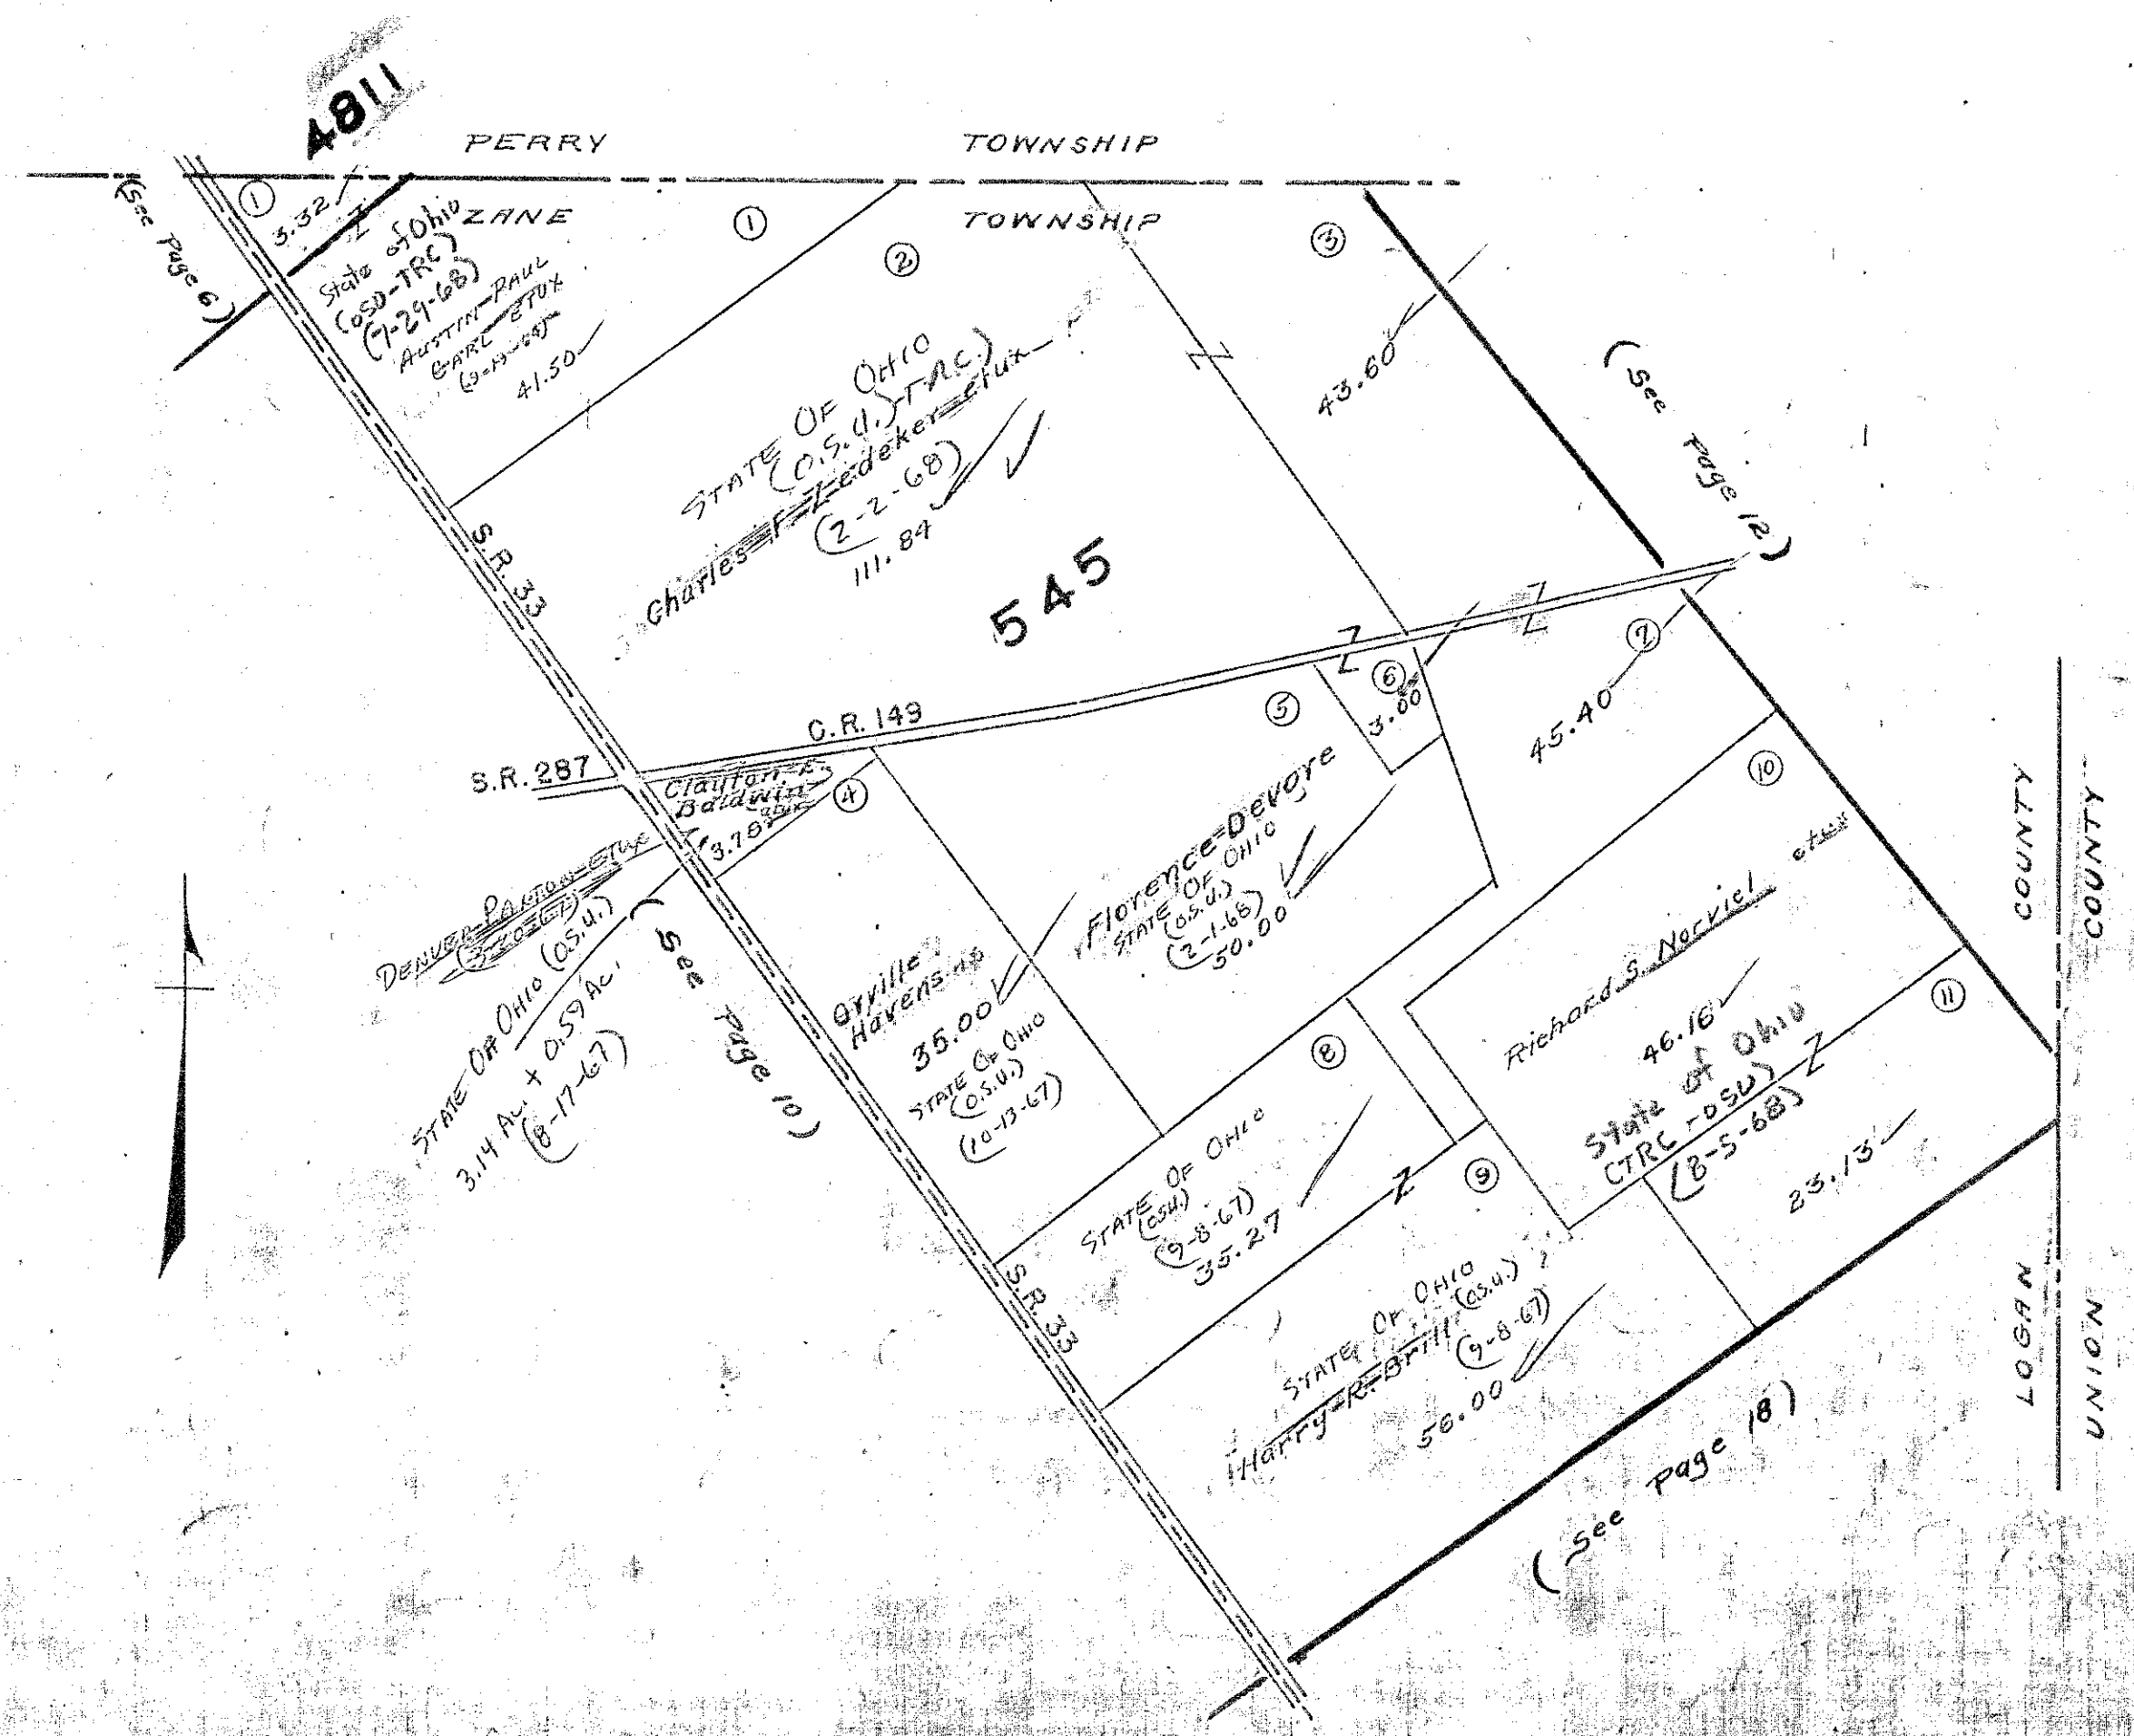 4811
PERRY TOWNSHIP
ZANE TOWNSHIP
(See Page 6)
1
3.32
State of Ohio
(OSU-TRC)
(7-29-68)
AUSTIN PAUL
EARL ETUX
41.50
1
2
STATE OF OHIO
(O.S.U.)-T.R.C.)
Charles F. Ledeker etux
(2-2-68)
111.84
3
43.60
(See Page 12)
S.R. 33
545
C.R. 149
S.R. 287
Clayton E.
Baldwin
etux
3.78
4
5
6
3.00
7
45.40
DENVER PARTON ETUX
(3-20-67)
STATE OF OHIO (O.S.U.)
3.14 Ac. + 0.59 Ac.
(8-17-67)
(See Page 10)
Orville
Havens
35.00
STATE OF OHIO
(O.S.U.)
(10-13-67)
Florence Devore
STATE OF OHIO
(O.S.U.)
(2-1-68)
50.00
10
Richard S. Norviel etux
46.16
State of Ohio
(TRC-OSU)
(8-5-68)
11
23.13
8
STATE OF OHIO
(OSU.)
(9-8-67)
35.27
9
STATE OF OHIO
(O.S.U.)
Harry R. Brill
(9-8-67)
56.00
S.R. 33
(See Page 18)
LOGAN COUNTY
UNION COUNTY